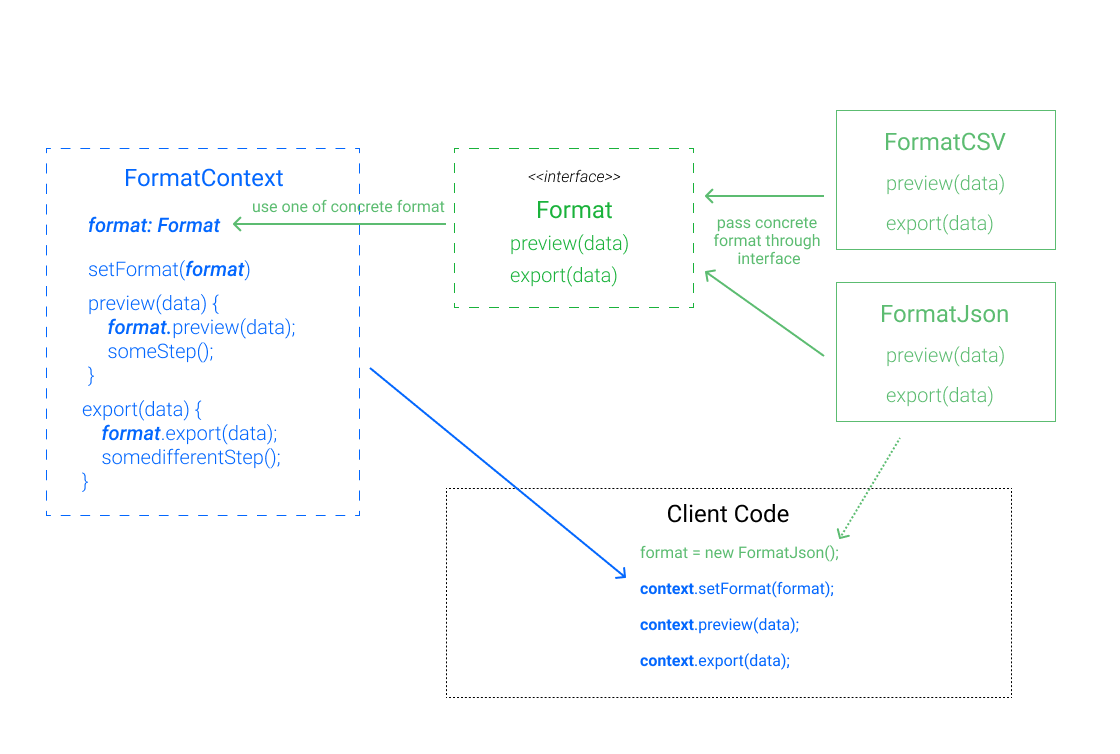 FormatContext
format: Format
setFormat(format)
preview(data) {
format.preview(data);
someStep();
}
export(data) {
format.export(data);
somedifferentStep();
}
use one of concrete format
<<interface>>
Format
preview(data)
export(data)
pass concrete
format through
interface
FormatCSV
preview(data)
export(data)
FormatJson
preview(data)
export(data)
Client Code
format = new FormatJson();
context.setFormat(format);
context.preview(data);
context.export(data);